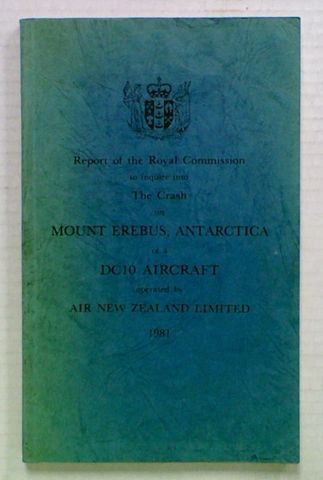 Report of the Royal Commission
to inquire into
The Crash
on
MOUNT EREBUS, ANTARCTICA
of a
DC10 AIRCRAFT
operated by
AIR NEW ZEALAND LIMITED
1981